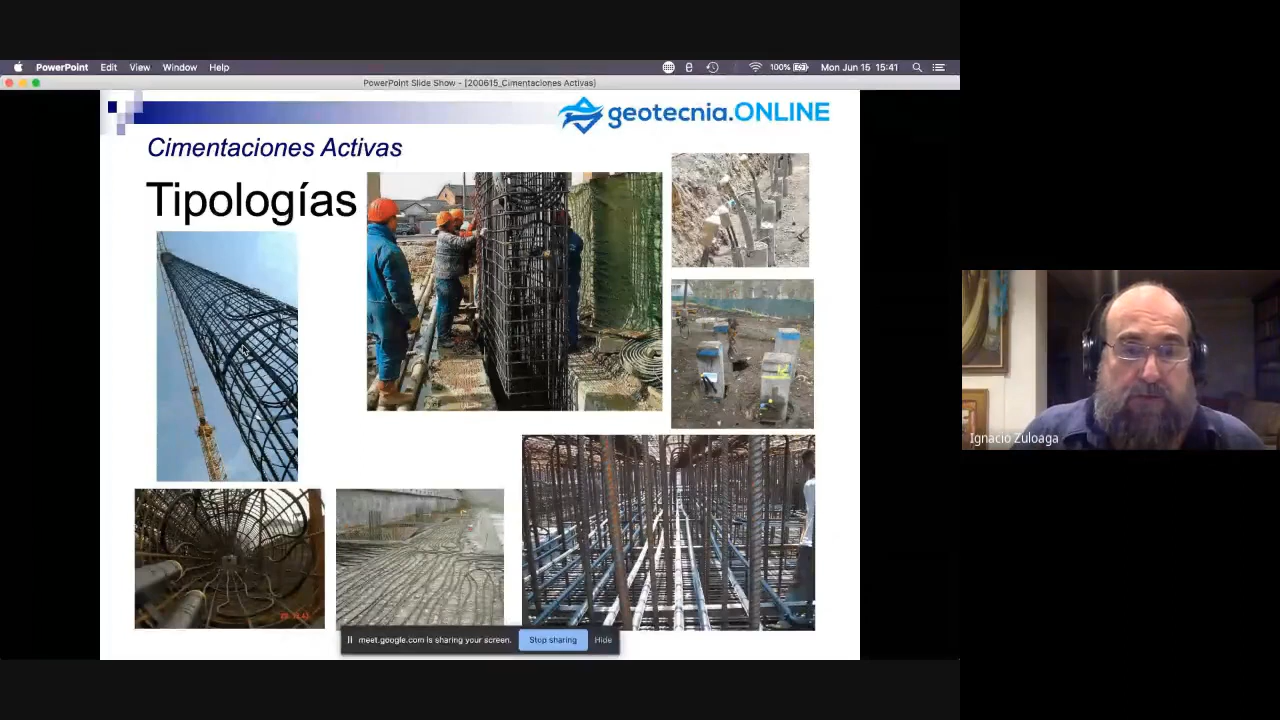 PowerPoint Edit View Window Help 100% Mon Jun 15 15:41
PowerPoint Slide Show - [200615_Cimentaciones Activas]
geotecnia.ONLINE
Cimentaciones Activas
Tipologías
Ignacio Zuloaga
meet.google.com is sharing your screen. Stop sharing Hide